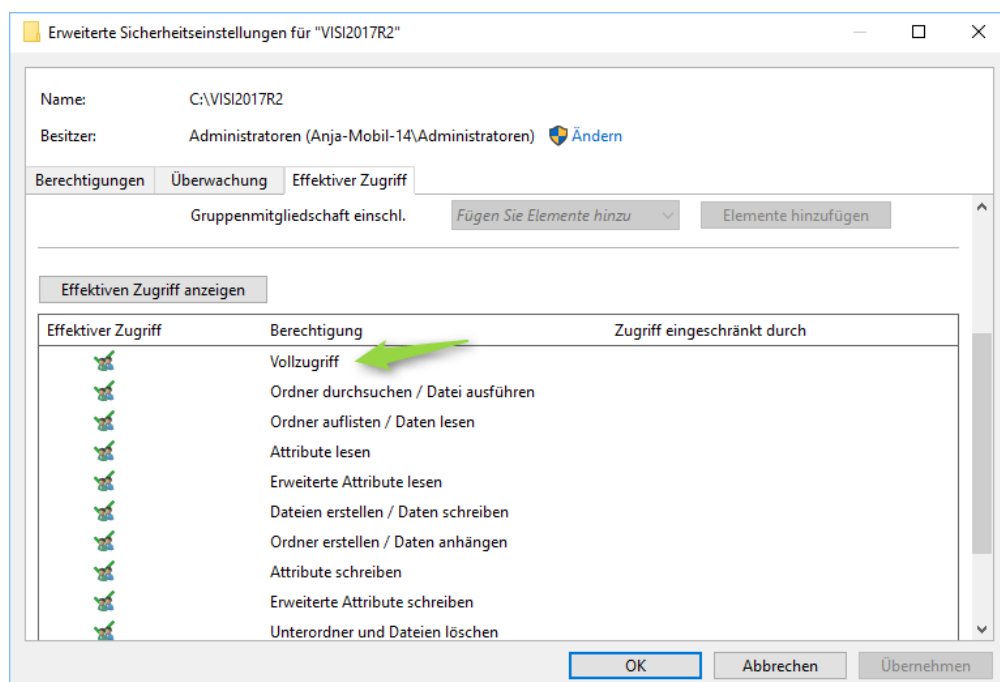 Erweiterte Sicherheitseinstellungen für "VISI2017R2"
Name: C:\VISI2017R2
Besitzer: Administratoren (Anja-Mobil-14\Administratoren) Ändern
Berechtigungen Überwachung Effektiver Zugriff
Gruppenmitgliedschaft einschl. Fügen Sie Elemente hinzu Elemente hinzufügen
Effektiven Zugriff anzeigen
Effektiver Zugriff Berechtigung Zugriff eingeschränkt durch
Vollzugriff
Ordner durchsuchen / Datei ausführen
Ordner auflisten / Daten lesen
Attribute lesen
Erweiterte Attribute lesen
Dateien erstellen / Daten schreiben
Ordner erstellen / Daten anhängen
Attribute schreiben
Erweiterte Attribute schreiben
Unterordner und Dateien löschen
OK Abbrechen Übernehmen